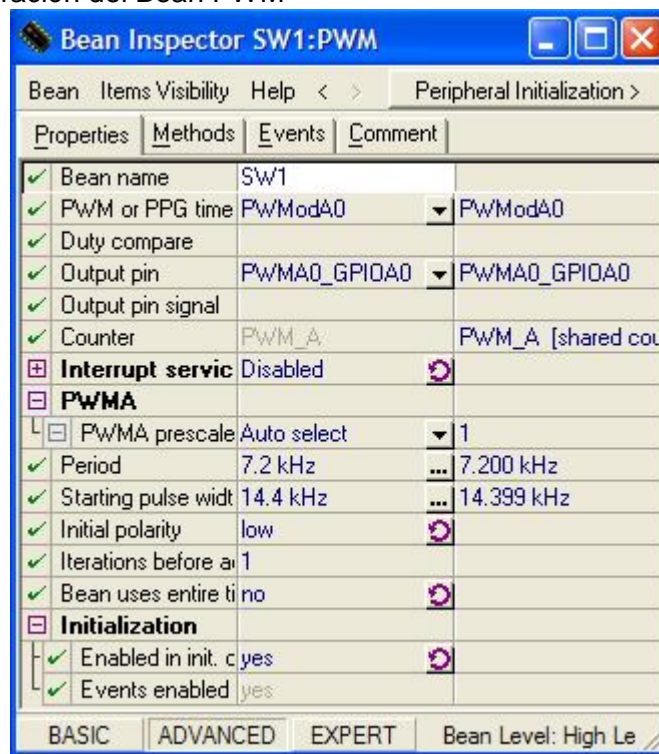 Bean PWM
Bean Inspector SW1:PWM
Bean Items Visibility Help < > Peripheral Initialization >
Properties Methods Events Comment
Bean name SW1
PWM or PPG time PWModA0 PWModA0
Duty compare
Output pin PWMA0_GPIOA0 PWMA0_GPIOA0
Output pin signal
Counter PWM_A PWM_A [shared cou
Interrupt servic Disabled
PWMA
PWMA prescale Auto select 1
Period 7.2 kHz ... 7.200 kHz
Starting pulse widt 14.4 kHz ... 14.399 kHz
Initial polarity low
Iterations before a 1
Bean uses entire ti no
Initialization
Enabled in init. c yes
Events enabled yes
BASIC ADVANCED EXPERT Bean Level: High Le